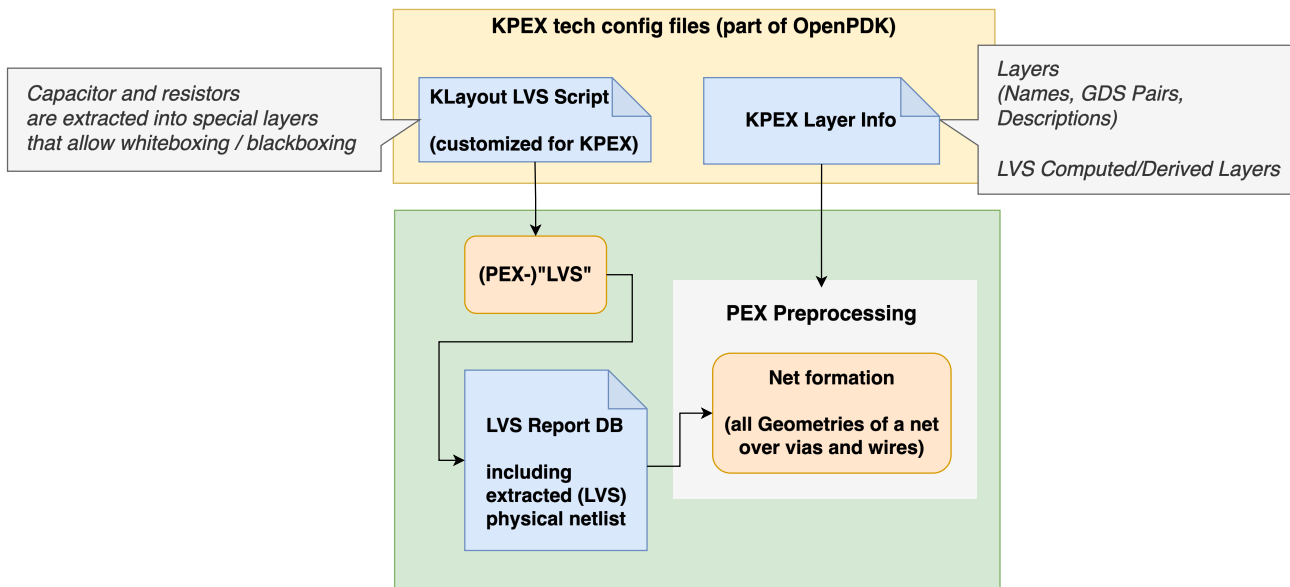 KPEX tech config files (part of OpenPDK)
Capacitor and resistors
are extracted into special layers
that allow whiteboxing / blackboxing
KLayout LVS Script
(customized for KPEX)
KPEX Layer Info
Layers
(Names, GDS Pairs,
Descriptions)
LVS Computed/Derived Layers
(PEX-)"LVS"
PEX Preprocessing
Net formation
(all Geometries of a net
over vias and wires)
LVS Report DB
including
extracted (LVS)
physical netlist